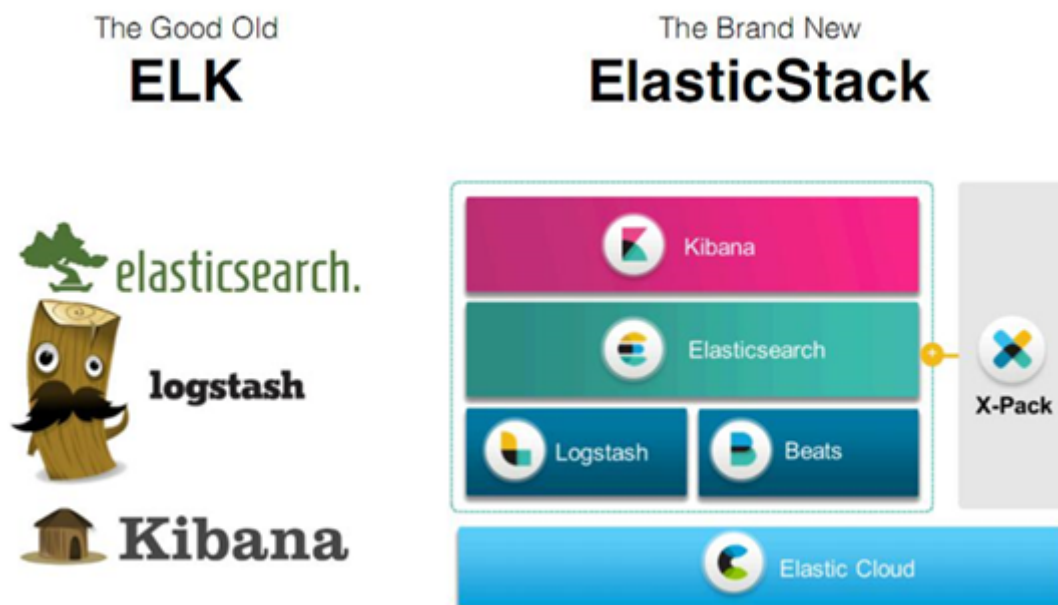 The Good Old
ELK
elasticsearch.
logstash
Kibana
The Brand New
ElasticStack
Kibana
Elasticsearch
Logstash
Beats
X-Pack
Elastic Cloud